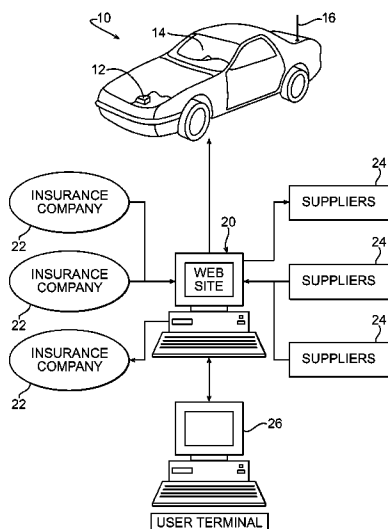 10
14
16
12
24
INSURANCE
COMPANY
SUPPLIERS
22
20
24
INSURANCE
COMPANY
WEB
SITE
SUPPLIERS
22
24
INSURANCE
COMPANY
SUPPLIERS
22
26
USER TERMINAL